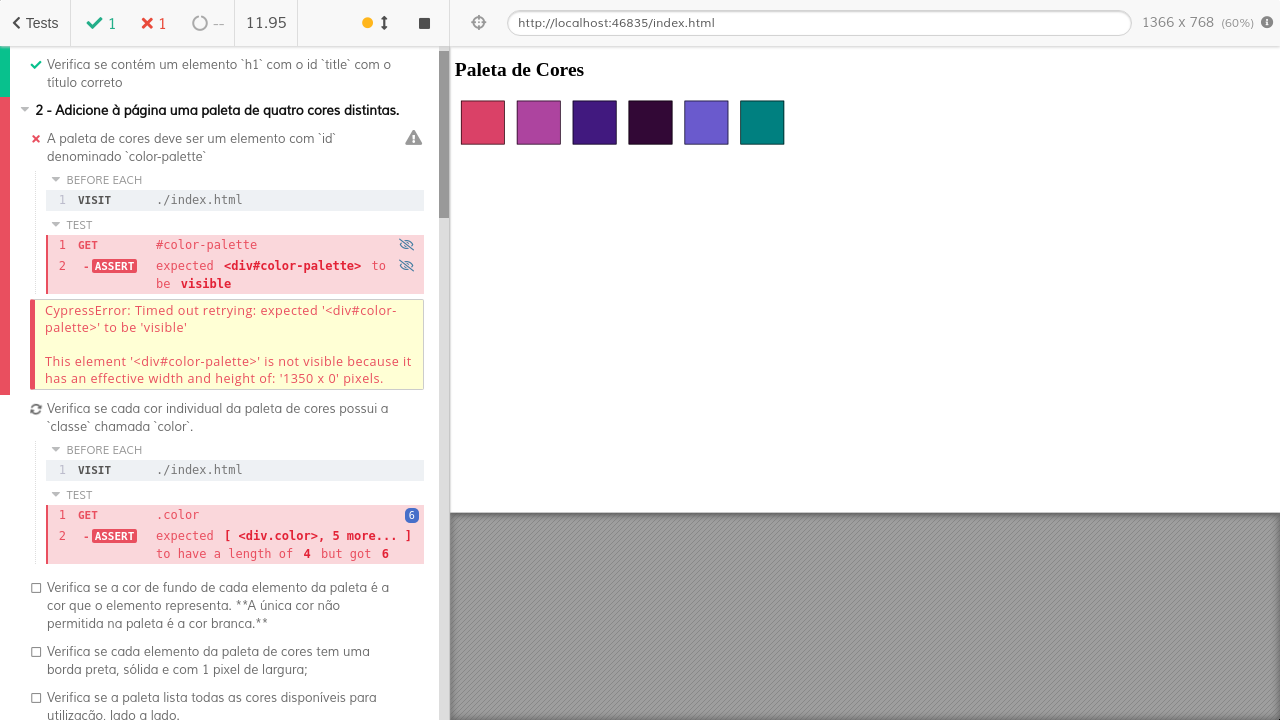 Tests
1
1
--
11.95
http://localhost:46835/index.html
1366 x 768 (60%)
Verifica se contém um elemento `h1` com o id `title` com o
título correto
2 - Adicione à página uma paleta de quatro cores distintas.
A paleta de cores deve ser um elemento com `id`
denominado `color-palette`
BEFORE EACH
1 VISIT ./index.html
TEST
1 GET #color-palette
2 -ASSERT expected <div#color-palette> to
be visible
CypressError: Timed out retrying: expected '<div#color-
palette>' to be 'visible'
This element '<div#color-palette>' is not visible because it
has an effective width and height of: '1350 x 0' pixels.
Verifica se cada cor individual da paleta de cores possui a
`classe` chamada `color`.
BEFORE EACH
1 VISIT ./index.html
TEST
1 GET .color 6
2 -ASSERT expected [ <div.color>, 5 more... ]
to have a length of 4 but got 6
Verifica se a cor de fundo de cada elemento da paleta é a
cor que o elemento representa. **A única cor não
permitida na paleta é a cor branca.**
Verifica se cada elemento da paleta de cores tem uma
borda preta, sólida e com 1 pixel de largura;
Verifica se a paleta lista todas as cores disponíveis para
utilização, lado a lado.
Paleta de Cores